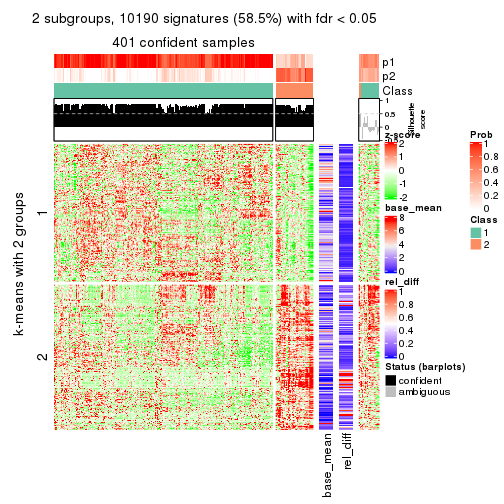 2 subgroups, 10190 signatures (58.5%) with fdr < 0.05
401 confident samples
p1
p2
Class
1
0.5
0
Silhouette
score
k-means with 2 groups
1
2
base_mean
rel_diff
z-score
2
1
0
-1
-2
base_mean
8
6
4
2
0
rel_diff
1
0.8
0.6
0.4
0.2
0
Status (barplots)
confident
ambiguous
Prob
1
0.8
0.6
0.4
0.2
0
Class
1
2